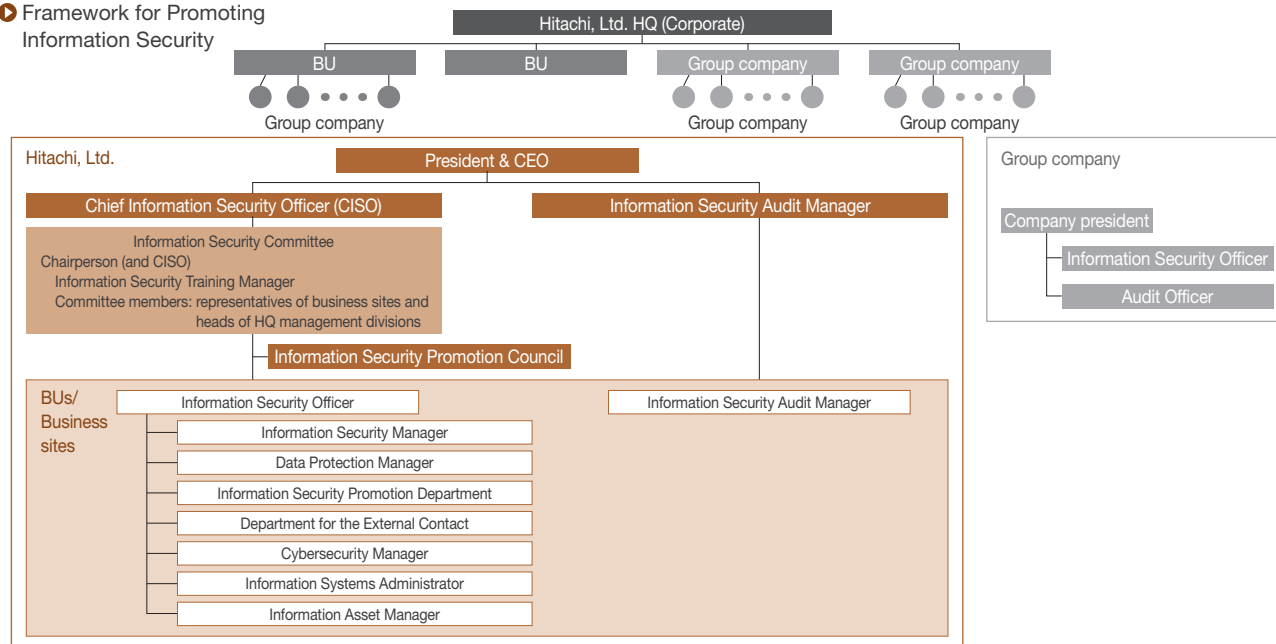 Framework for Promoting
Information Security
Hitachi, Ltd. HQ (Corporate)
BU
BU
Group company
Group company
Group company
Group company
Group company
Hitachi, Ltd.
President & CEO
Chief Information Security Officer (CISO)
Information Security Audit Manager
Information Security Committee
Chairperson (and CISO)
Information Security Training Manager
Committee members: representatives of business sites and
heads of HQ management divisions
Information Security Promotion Council
BUs/
Business
sites
Information Security Officer
Information Security Audit Manager
Information Security Manager
Data Protection Manager
Information Security Promotion Department
Department for the External Contact
Cybersecurity Manager
Information Systems Administrator
Information Asset Manager
Group company
Company president
Information Security Officer
Audit Officer